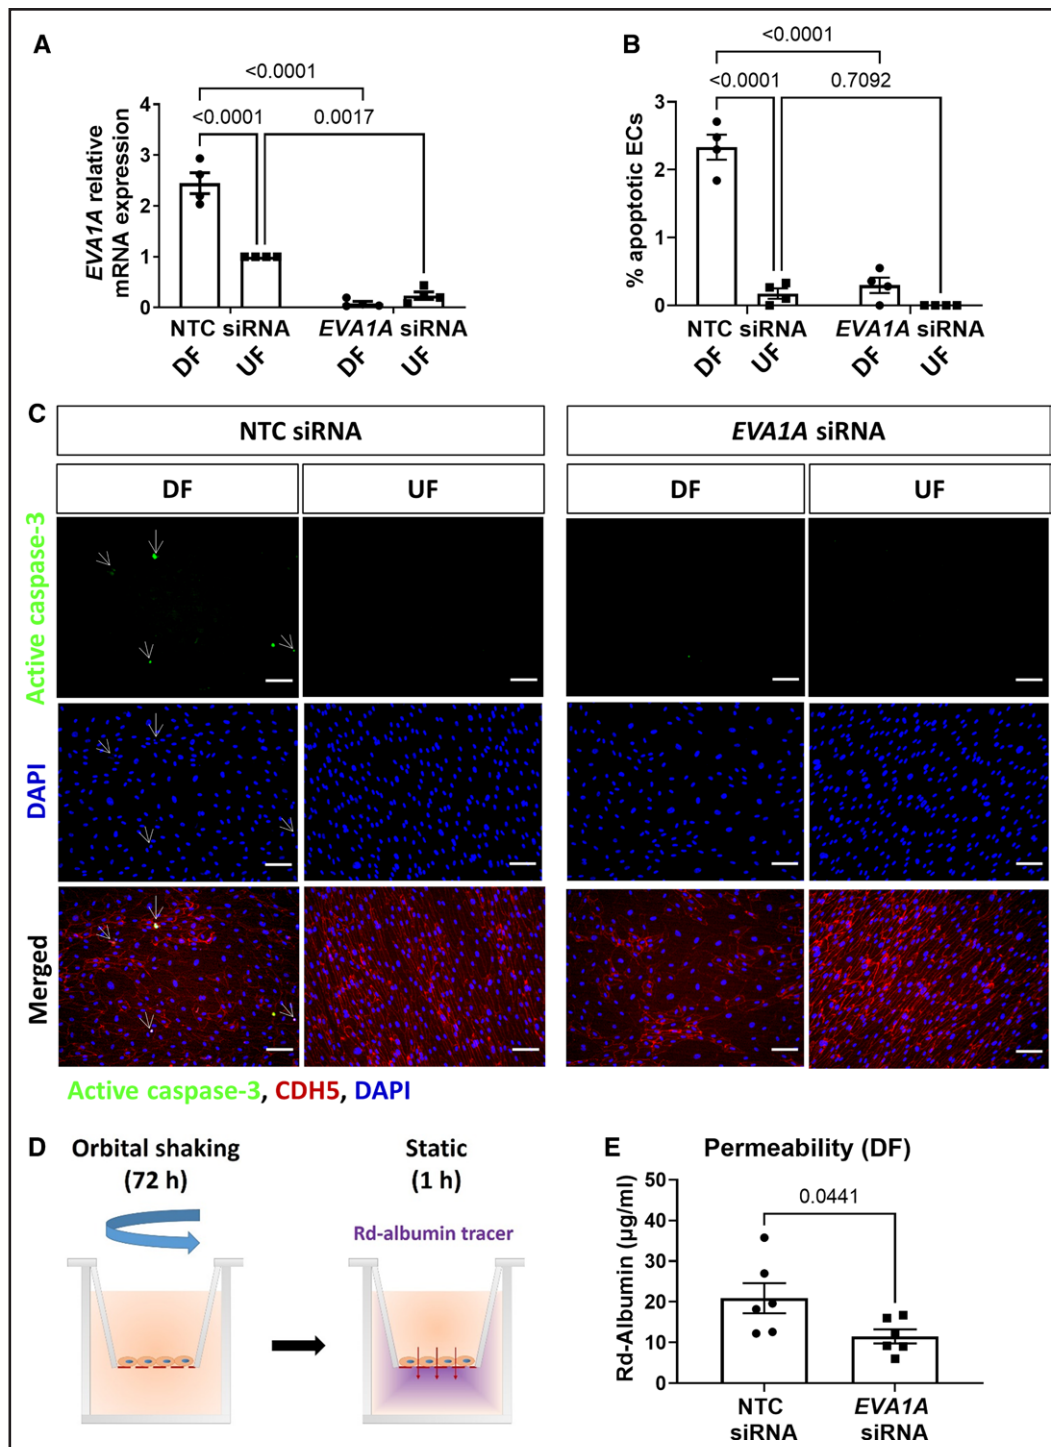 A
<0.0001
<0.0001
0.0017
EVA1A relative
mRNA expression
4
3
2
1
0
NTC siRNA
EVA1A siRNA
DF
UF
DF
UF
B
<0.0001
<0.0001
0.7092
% apoptotic ECs
3
2
1
0
NTC siRNA
EVA1A siRNA
DF
UF
DF
UF
C
NTC siRNA
EVA1A siRNA
DF
UF
DF
UF
Active caspase-3
DAPI
Merged
Active caspase-3, CDH5, DAPI
D
Orbital shaking
(72 h)
Static
(1 h)
Rd-albumin tracer
E
Permeability (DF)
Rd-Albumin (µg/ml)
50
40
30
20
10
0
0.0441
NTC
siRNA
EVA1A
siRNA